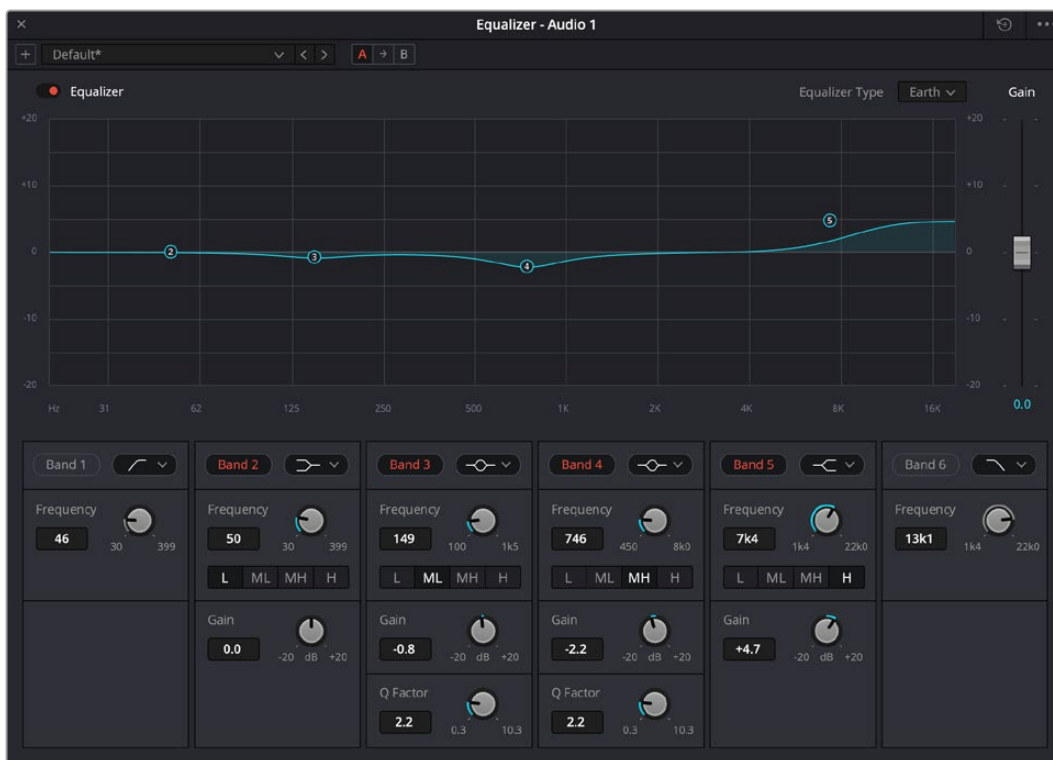 Equalizer - Audio 1
Default*
A
B
Equalizer
Equalizer Type
Earth
Gain
+20
+20
+10
+10
0
0
-10
-10
-20
-20
2
3
4
5
Hz 31 62 125 250 500 1K 2K 4K 8K 16K
0.0
Band 1
Band 2
Band 3
Band 4
Band 5
Band 6
Frequency
46
30 399
Frequency
50
30 399
Frequency
149
100 1k5
Frequency
746
450 8k0
Frequency
7k4
1k4 22k0
Frequency
13k1
1k4 22k0
L ML MH H
L ML MH H
L ML MH H
L ML MH H
Gain
0.0
-20 dB +20
Gain
-0.8
-20 dB +20
Gain
-2.2
-20 dB +20
Gain
+4.7
-20 dB +20
Q Factor
2.2
0.3 10.3
Q Factor
2.2
0.3 10.3